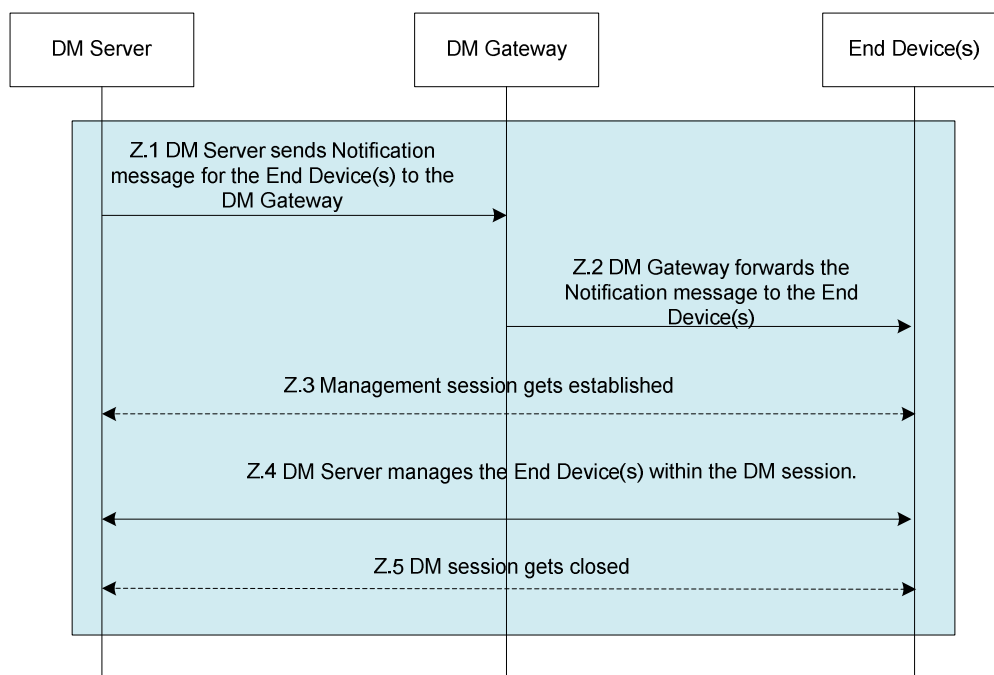 DM Server
DM Gateway
End Device(s)
Z.1 DM Server sends Notification
message for the End Device(s) to the
DM Gateway
Z.2 DM Gateway forwards the
Notification message to the End
Device(s)
Z.3 Management session gets established
Z.4 DM Server manages the End Device(s) within the DM session.
Z.5 DM session gets closed